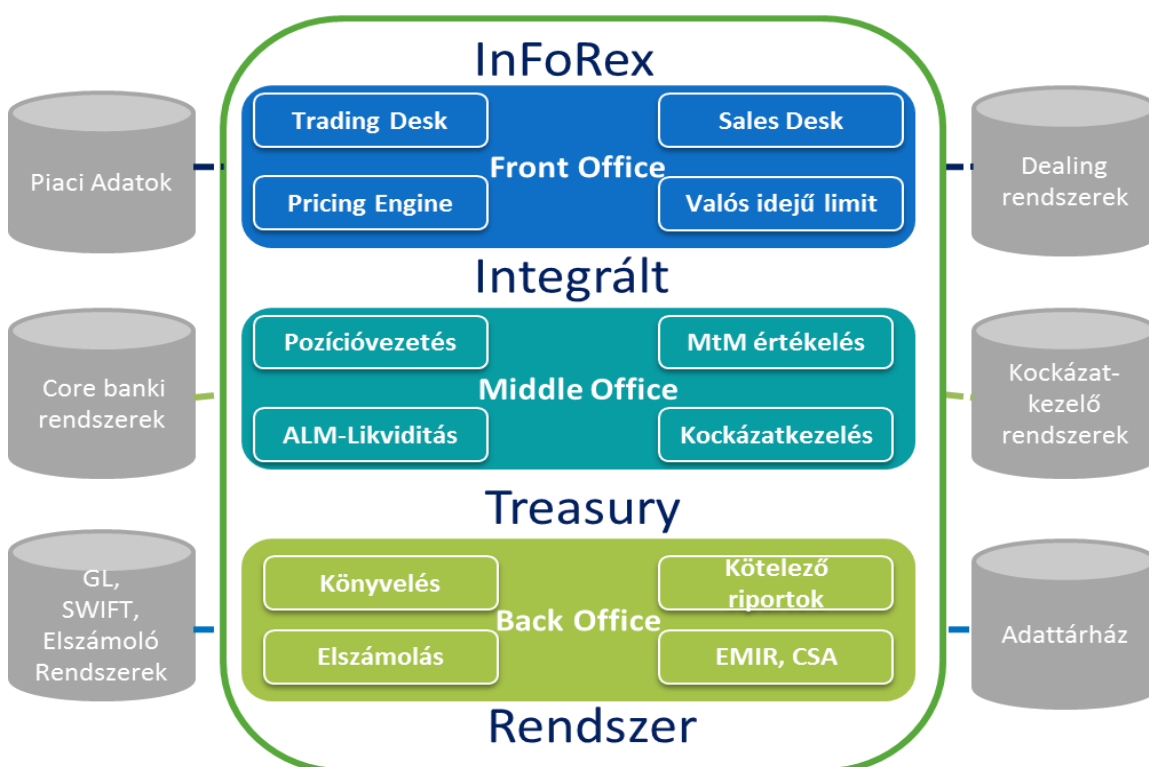 InFoRex
Piaci Adatok
Trading Desk
Sales Desk
Front Office
Pricing Engine
Valós idejű limit
Dealing
rendszerek
Integrált
Core banki
rendszerek
Pozícióvezetés
MtM értékelés
Middle Office
ALM-Likviditás
Kockázatkezelés
Kockázat-
kezelő
rendszerek
Treasury
GL,
SWIFT,
Elszámoló
Rendszerek
Könyvelés
Kötelező
riportok
Back Office
Elszámolás
EMIR, CSA
Adattárház
Rendszer